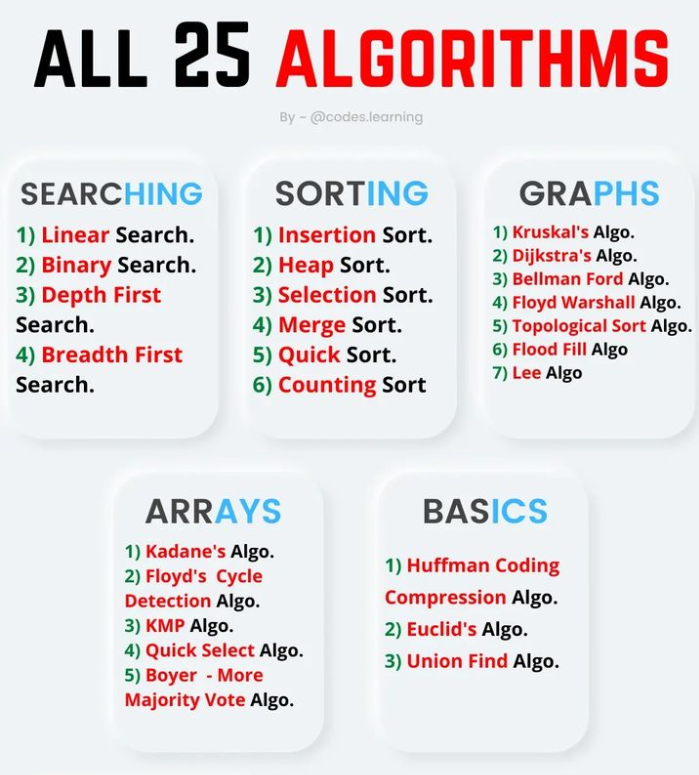 ALL 25 ALGORITHMS
By ~ @codes.learning
SEARCHING
1) Linear Search.
2) Binary Search.
3) Depth First
Search.
4) Breadth First
Search.
SORTING
1) Insertion Sort.
2) Heap Sort.
3) Selection Sort.
4) Merge Sort.
5) Quick Sort.
6) Counting Sort
GRAPHS
1) Kruskal's Algo.
2) Dijkstra's Algo.
3) Bellman Ford Algo.
4) Floyd Warshall Algo.
5) Topological Sort Algo.
6) Flood Fill Algo
7) Lee Algo
ARRAYS
1) Kadane's Algo.
2) Floyd's Cycle
Detection Algo.
3) KMP Algo.
4) Quick Select Algo.
5) Boyer - More
Majority Vote Algo.
BASICS
1) Huffman Coding
Compression Algo.
2) Euclid's Algo.
3) Union Find Algo.